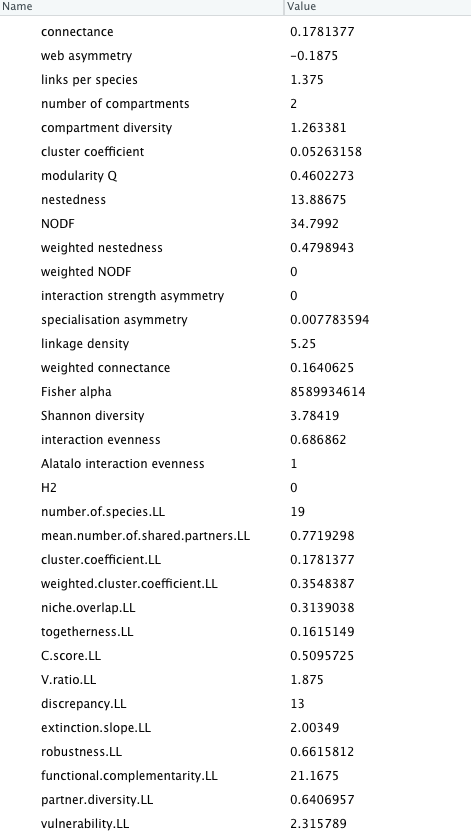 Name Value
connectance 0.1781377
web asymmetry -0.1875
links per species 1.375
number of compartments 2
compartment diversity 1.263381
cluster coefficient 0.05263158
modularity Q 0.4602273
nestedness 13.88675
NODF 34.7992
weighted nestedness 0.4798943
weighted NODF 0
interaction strength asymmetry 0
specialisation asymmetry 0.007783594
linkage density 5.25
weighted connectance 0.1640625
Fisher alpha 8589934614
Shannon diversity 3.78419
interaction evenness 0.686862
Alatalo interaction evenness 1
H2 0
number.of.species.LL 19
mean.number.of.shared.partners.LL 0.7719298
cluster.coefficient.LL 0.1781377
weighted.cluster.coefficient.LL 0.3548387
niche.overlap.LL 0.3139038
togetherness.LL 0.1615149
C.score.LL 0.5095725
V.ratio.LL 1.875
discrepancy.LL 13
extinction.slope.LL 2.00349
robustness.LL 0.6615812
functional.complementarity.LL 21.1675
partner.diversity.LL 0.6406957
vulnerability.LL 2.315789